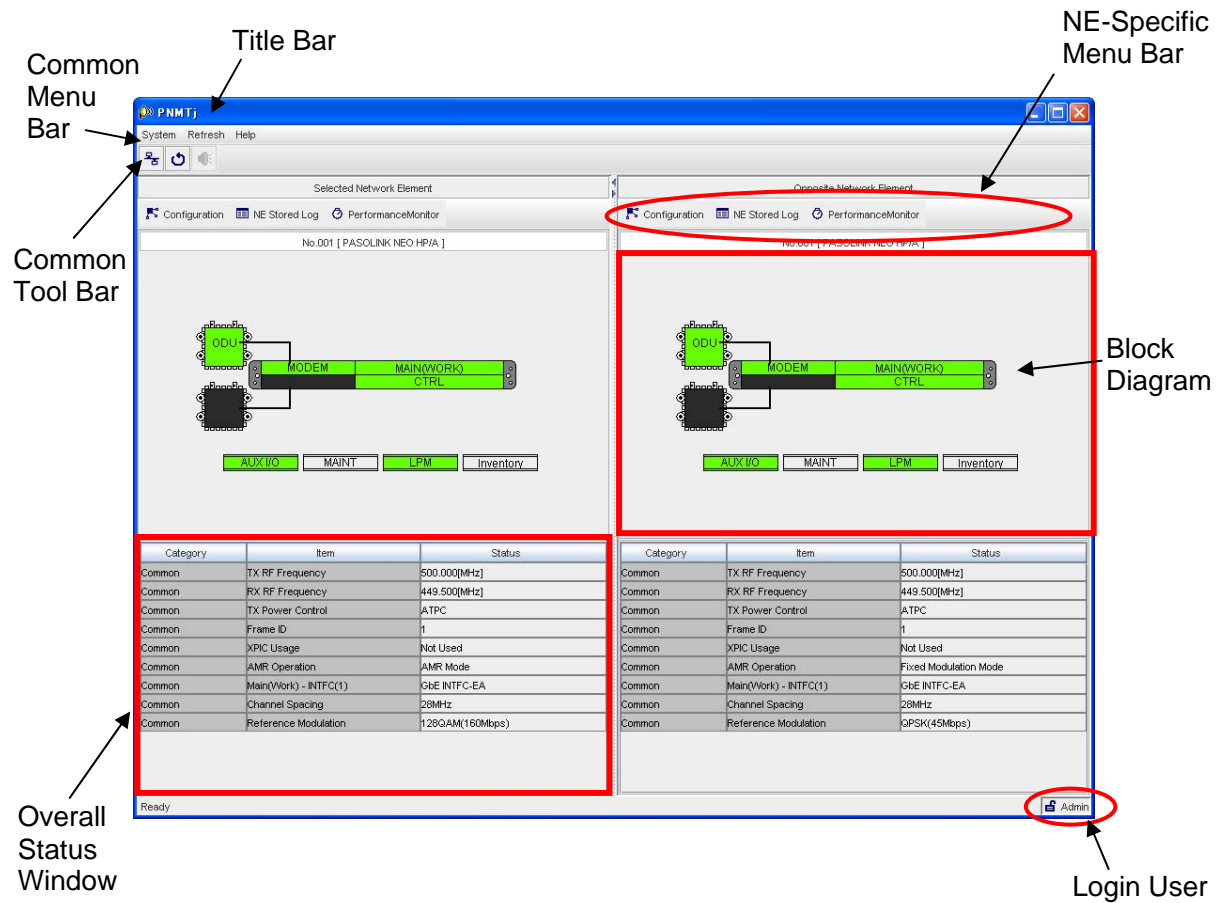 NE-Specific
Menu Bar
Title Bar
Common
Menu
Bar
PNMTj
System Refresh Help
Selected Network Element
Opposite Network Element
Configuration NE Stored Log PerformanceMonitor
Configuration NE Stored Log PerformanceMonitor
No.001 [ PASOLINK NEO HP/A ]
No.001 [ PASOLINK NEO HP/A ]
Common
Tool Bar
ODU
MODEM MAIN(WORK)
CTRL
AUX I/O MAINT LPM Inventory
ODU
MODEM MAIN(WORK)
CTRL
AUX I/O MAINT LPM Inventory
Block
Diagram
Category Item Status
Common TX RF Frequency 500.000[MHz]
Common RX RF Frequency 449.500[MHz]
Common TX Power Control ATPC
Common Frame ID 1
Common XPIC Usage Not Used
Common AMR Operation AMR Mode
Common Main(Work) - INTFC(1) GbE INTFC-EA
Common Channel Spacing 28MHz
Common Reference Modulation 128QAM(160Mbps)
Category Item Status
Common TX RF Frequency 500.000[MHz]
Common RX RF Frequency 449.500[MHz]
Common TX Power Control ATPC
Common Frame ID 1
Common XPIC Usage Not Used
Common AMR Operation Fixed Modulation Mode
Common Main(Work) - INTFC(1) GbE INTFC-EA
Common Channel Spacing 28MHz
Common Reference Modulation QPSK(45Mbps)
Ready
Admin
Overall
Status
Window
Login User